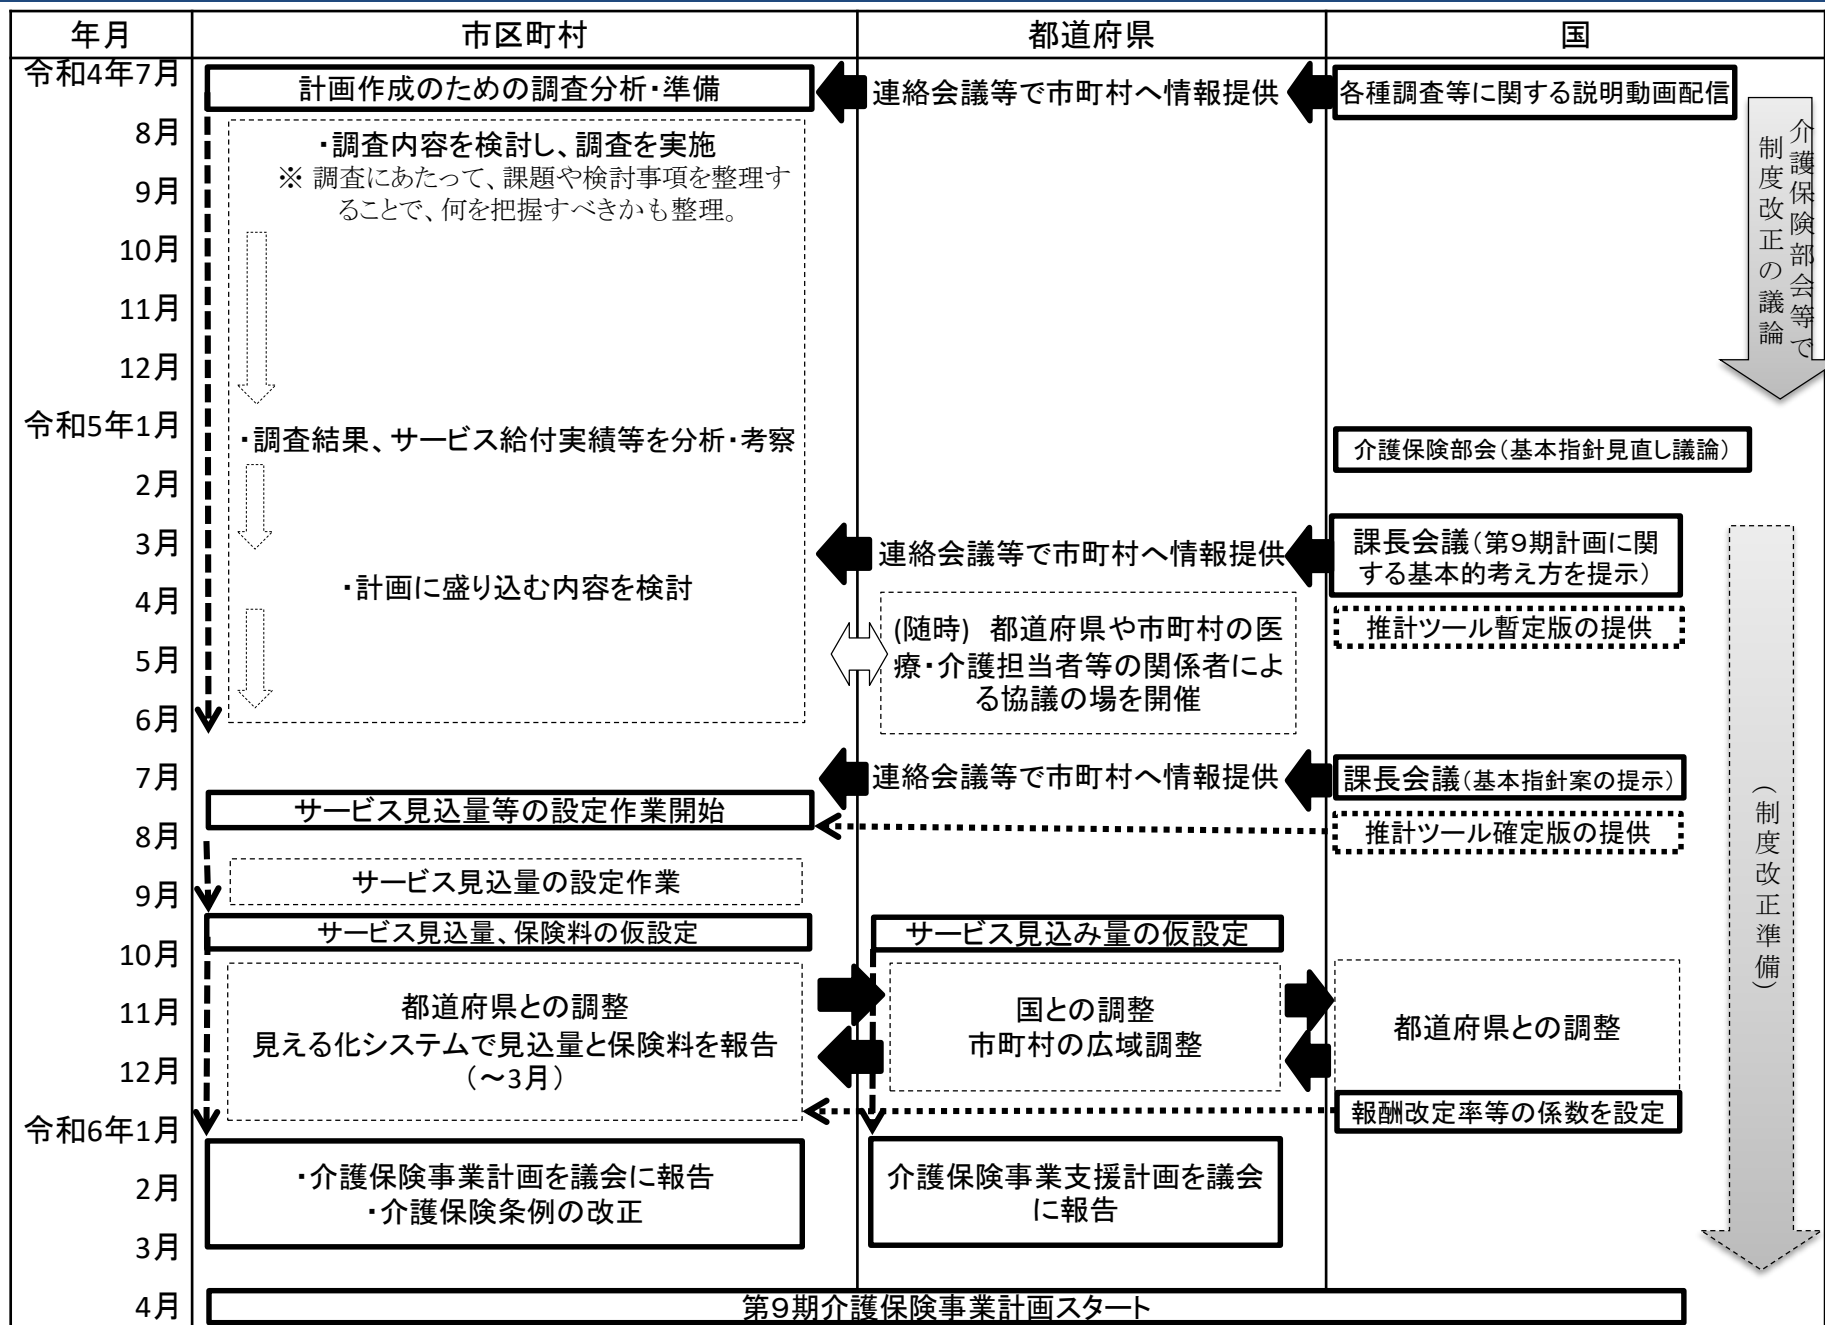 年月
市区町村
都道府県
国
令和4年7月
計画作成のための調査分析・準備
連絡会議等で市町村へ情報提供
各種調査等に関する説明動画配信
介護保険部会等で
制度改正の議論
8月
・調査内容を検討し、調査を実施
※ 調査にあたって、課題や検討事項を整理す
ることで、何を把握すべきかも整理。
9月
10月
11月
12月
令和5年1月
・調査結果、サービス給付実績等を分析・考察
介護保険部会（基本指針見直し議論）
2月
3月
連絡会議等で市町村へ情報提供
課長会議（第９期計画に関
する基本的考え方を提示）
・計画に盛り込む内容を検討
4月
(随時) 都道府県や市町村の医
療・介護担当者等の関係者によ
る協議の場を開催
推計ツール暫定版の提供
5月
6月
7月
連絡会議等で市町村へ情報提供
課長会議（基本指針案の提示）
（制度改正準備）
サービス見込量等の設定作業開始
8月
推計ツール確定版の提供
サービス見込量の設定作業
9月
サービス見込量、保険料の仮設定
サービス見込み量の仮設定
10月
都道府県との調整
見える化システムで見込量と保険料を報告
（～3月）
国との調整
市町村の広域調整
都道府県との調整
11月
12月
報酬改定率等の係数を設定
令和6年1月
・介護保険事業計画を議会に報告
・介護保険条例の改正
介護保険事業支援計画を議会
に報告
2月
3月
4月
第９期介護保険事業計画スタート